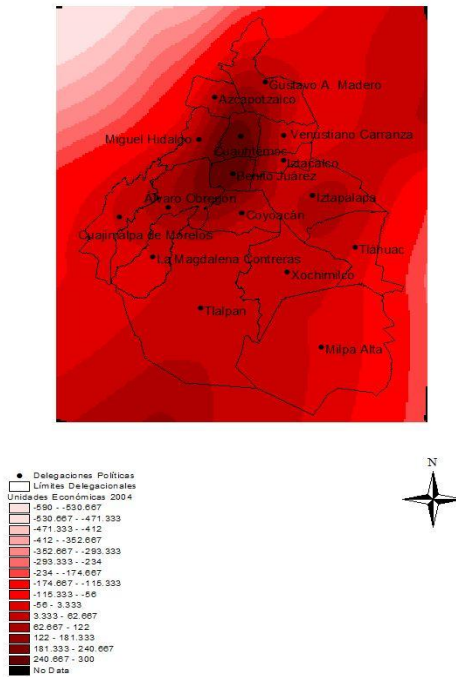 Gustavo A. Madero
Azcapotzalco
Miguel Hidalgo
Venustiano Carranza
Cuauhtemoc
Iztacalco
Benito Juárez
Álvaro Obregón
Iztapalapa
Coyoacán
Cuajimalpa de Morelos
Tláhuac
La Magdalena Contreras
Xochimilco
Tlalpan
Milpa Alta
N
Delegaciones Políticas
Límites Delegacionales
Unidades Económicas 2004
-590 - -530.667
-530.667 - -471.333
-471.333 - -412
-412 - -352.667
-352.667 - -293.333
-293.333 - -234
-234 - -174.667
-174.667 - -115.333
-115.333 - -56
-56 - 3.333
3.333 - 62.667
62.667 - 122
122 - 181.333
181.333 - 240.667
240.667 - 300
No Data